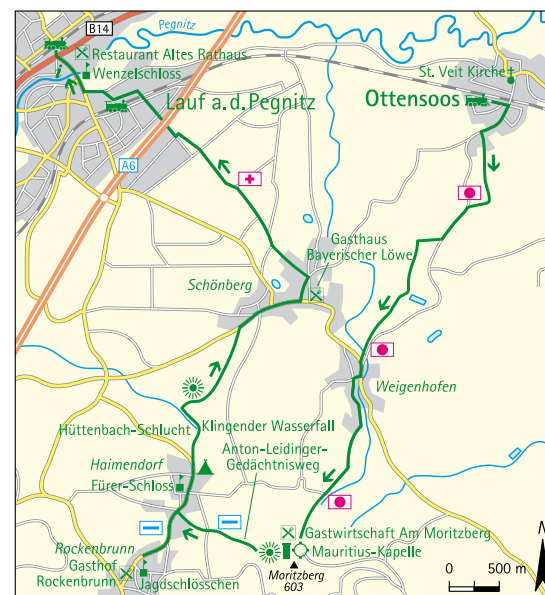 B14
Pegnitz
Restaurant Altes Rathaus
Wenzelschloss
i
St. Veit Kirche
Lauf a.d.Pegnitz
Ottensoos
A6
Gasthaus
Bayerischer Löwe
Schönberg
Weigenhofen
Hüttenbach-Schlucht
Klingender Wasserfall
Anton-Leidinger-
Gedächtnisweg
Haimendorf
Fürer-Schloss
Gastwirtschaft Am Moritzberg
Mauritius-Kapelle
Rockenbrunn
Gasthof
Rockenbrunn
Jagdschlösschen
Moritzberg
603
N
0 500 m